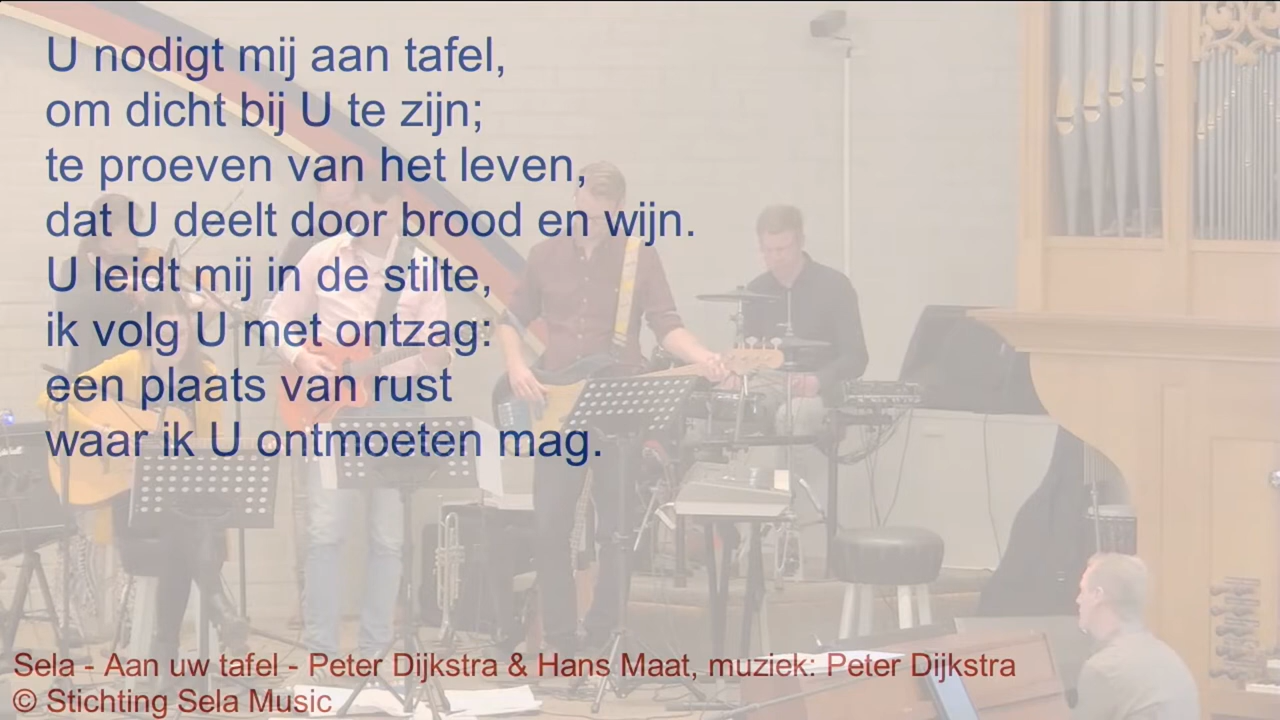 U nodigt mij aan tafel,
om dicht bij U te zijn;
te proeven van het leven,
dat U deelt door brood en wijn.
U leidt mij in de stilte,
ik volg U met ontzag:
een plaats van rust
waar ik U ontmoeten mag.
Sela - Aan uw tafel - Peter Dijkstra & Hans Maat, muziek: Peter Dijkstra
© Stichting Sela Music